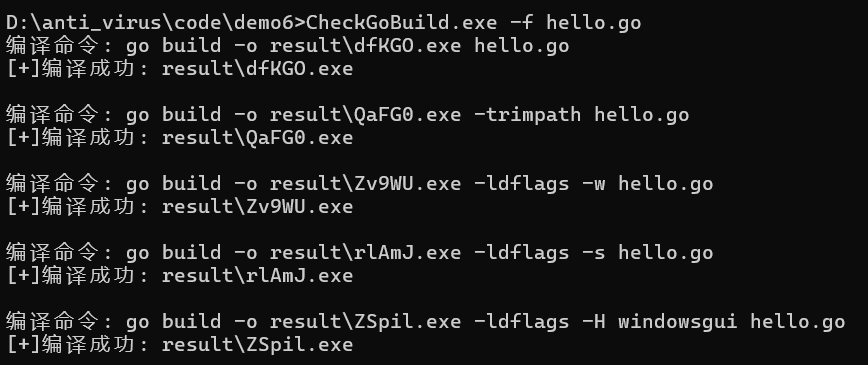 D:\anti_virus\code\demo6>CheckGoBuild.exe -f hello.go
编译命令: go build -o result\dfKGO.exe hello.go
[+]编译成功: result\dfKGO.exe
编译命令: go build -o result\QaFG0.exe -trimpath hello.go
[+]编译成功: result\QaFG0.exe
编译命令: go build -o result\Zv9WU.exe -ldflags -w hello.go
[+]编译成功: result\Zv9WU.exe
编译命令: go build -o result\rlAmJ.exe -ldflags -s hello.go
[+]编译成功: result\rlAmJ.exe
编译命令: go build -o result\ZSpil.exe -ldflags -H windowsgui hello.go
[+]编译成功: result\ZSpil.exe